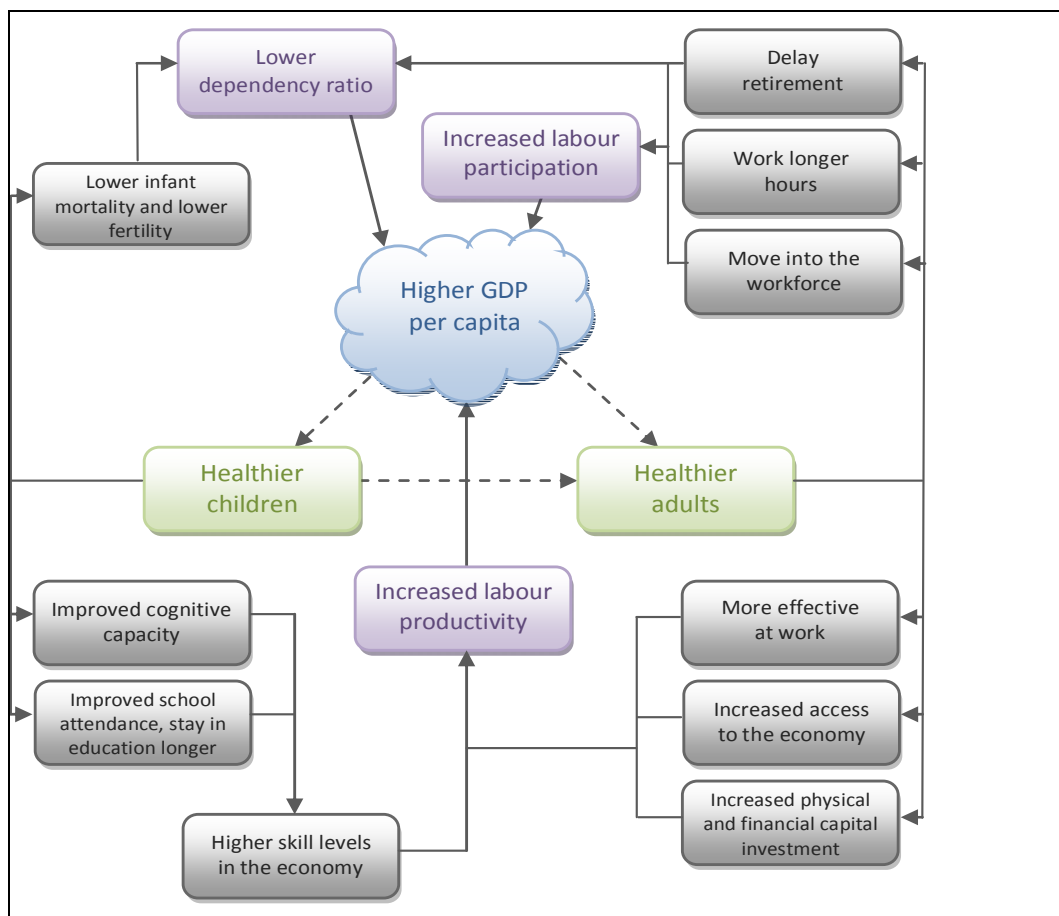 Lower
dependency ratio
Delay
retirement
Increased labour
participation
Work longer
hours
Lower infant
mortality and lower
fertility
Move into the
workforce
Higher GDP
per capita
Healthier
children
Healthier
adults
Improved cognitive
capacity
Increased labour
productivity
More effective
at work
Improved school
attendance, stay in
education longer
Increased access
to the economy
Higher skill levels
in the economy
Increased physical
and financial capital
investment